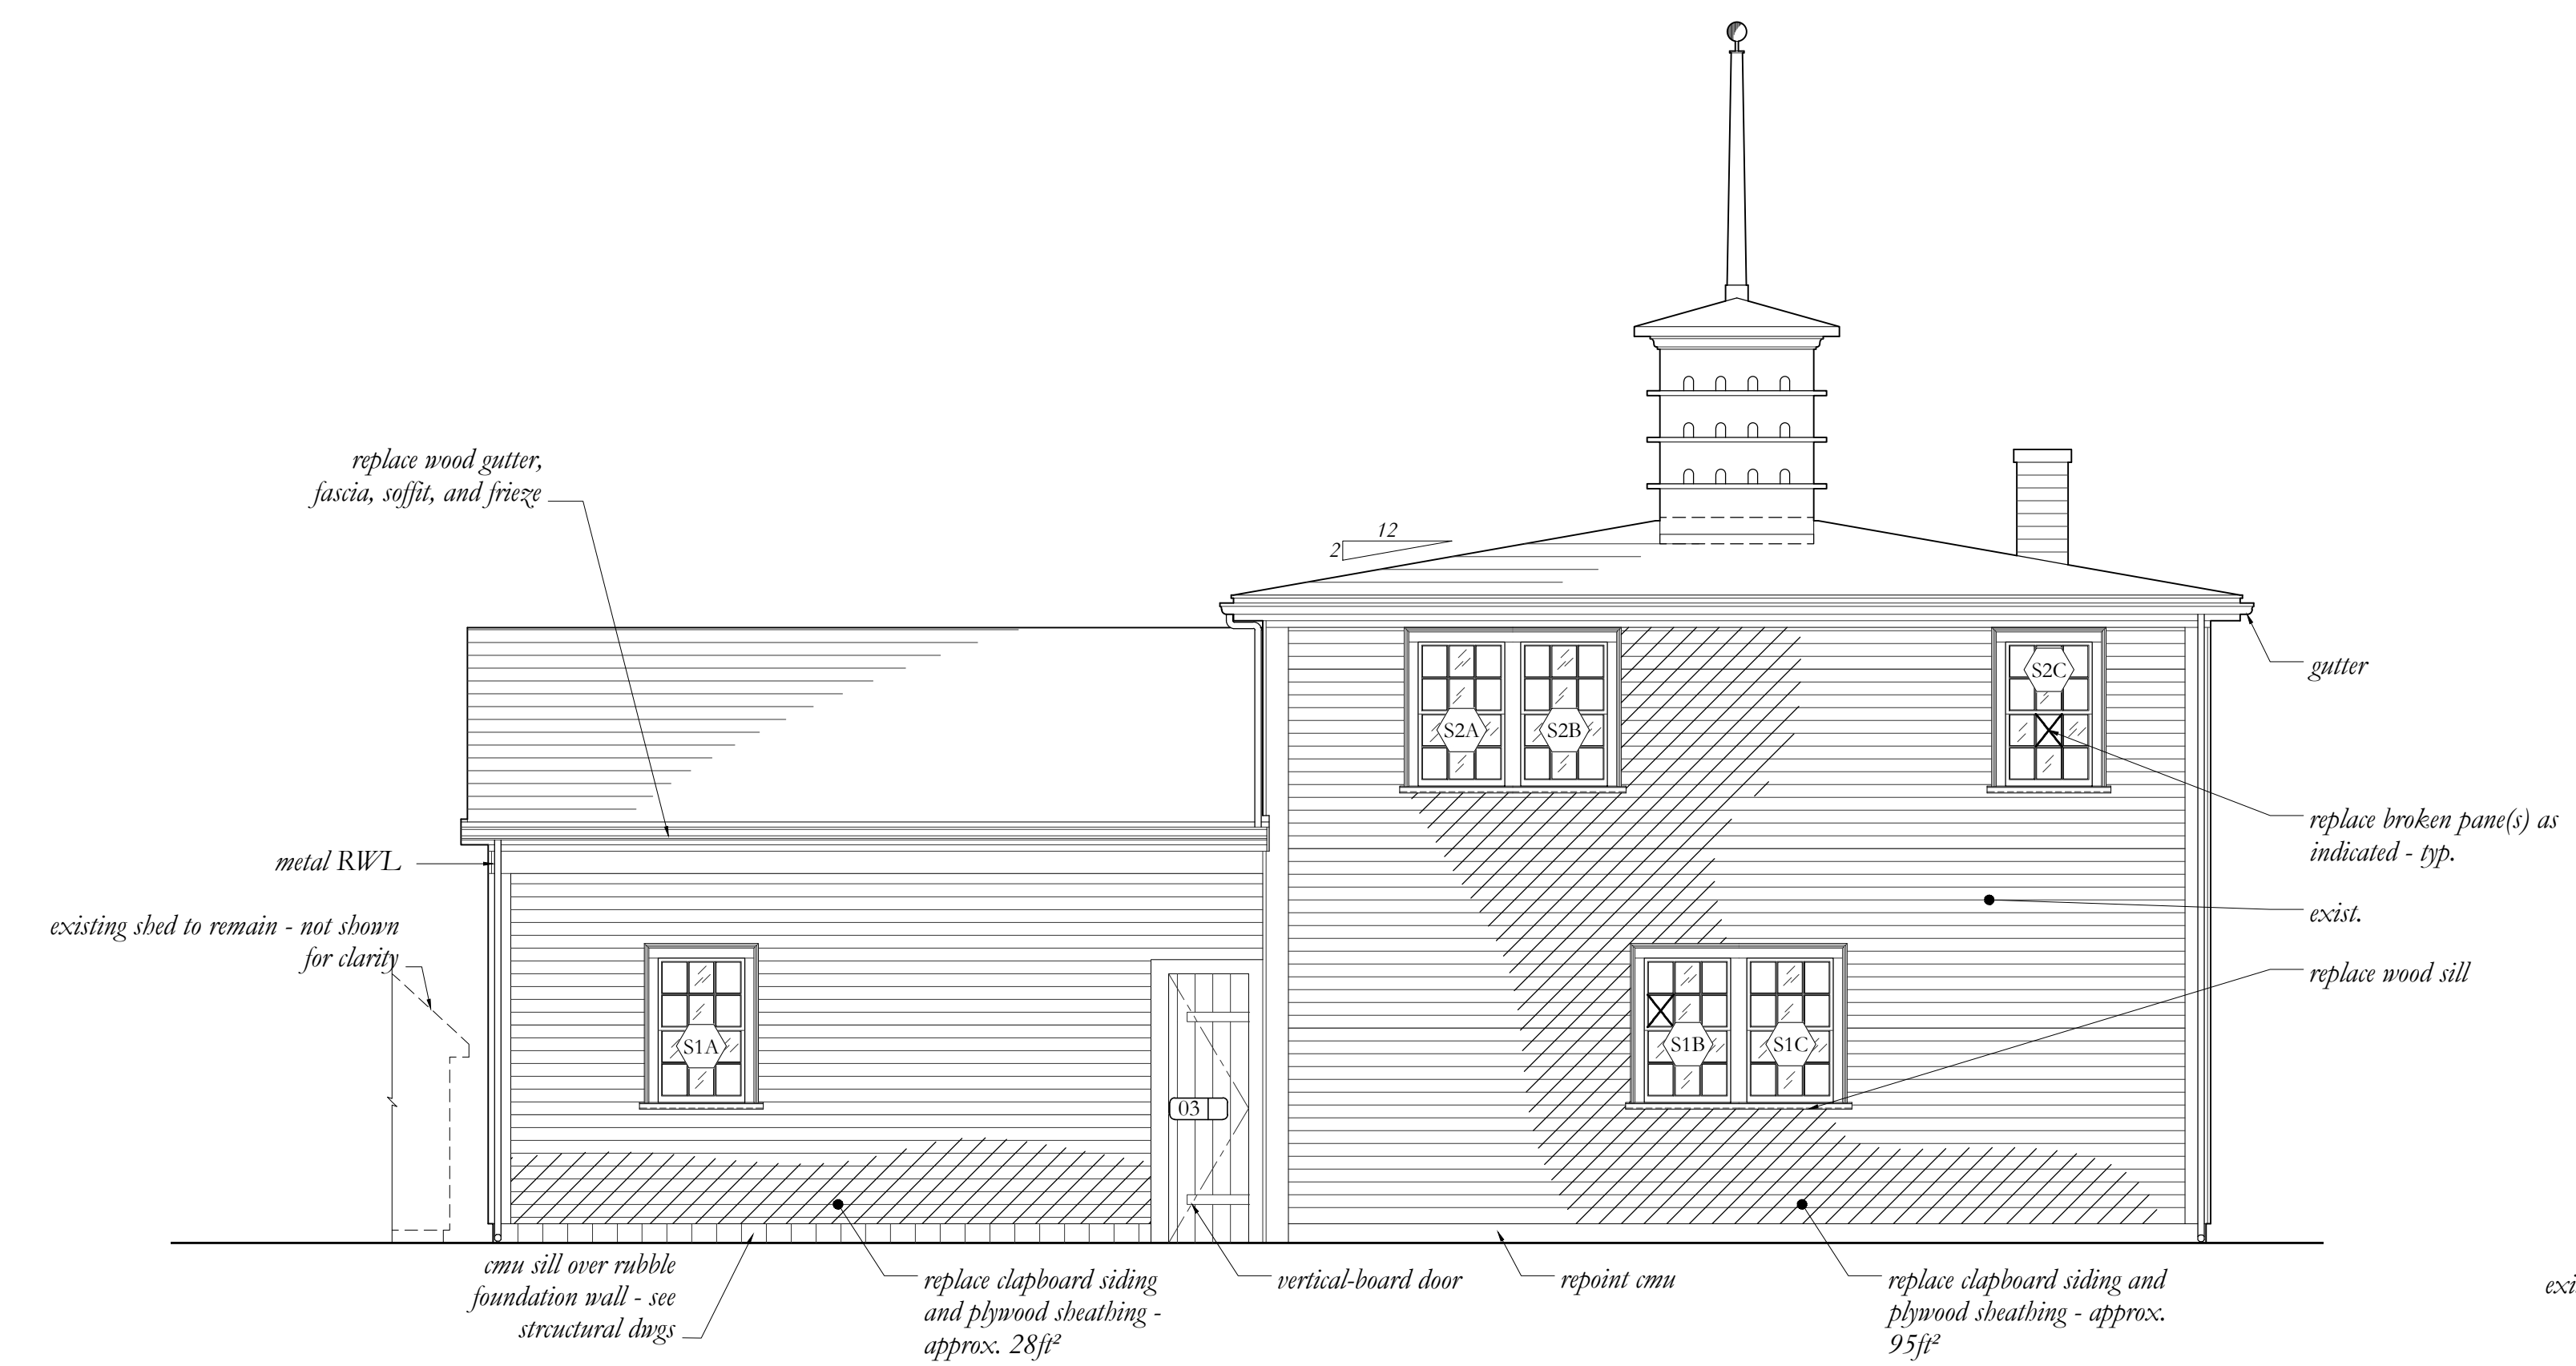 replace wood gutter,
fascia, soffit, and frieze
12
2
S2A
S2B
S2C
gutter
replace broken pane(s) as
indicated - typ.
metal RWL
exist.
existing shed to remain - not shown
for clarity
replace wood sill
S1A
S1B
S1C
03
cmu sill over rubble
foundation wall - see
strcuctural dwgs
replace clapboard siding
and plywood sheathing -
approx. 28ft²
vertical-board door
repoint cmu
replace clapboard siding and
plywood sheathing - approx.
95ft²